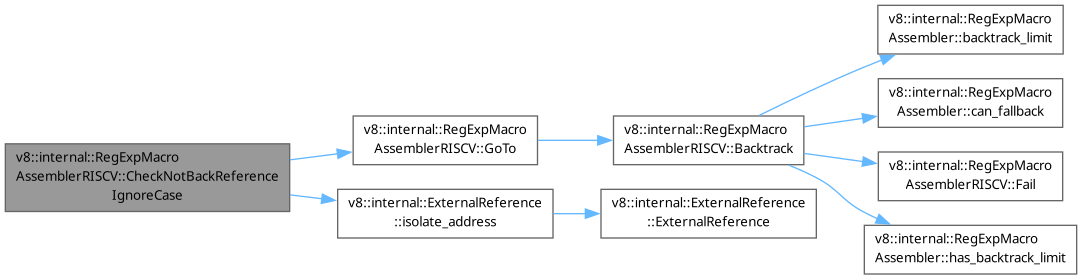 v8::internal::RegExpMacro
AssemblerRISCV::CheckNotBackReference
IgnoreCase
v8::internal::RegExpMacro
AssemblerRISCV::GoTo
v8::internal::RegExpMacro
AssemblerRISCV::Backtrack
v8::internal::RegExpMacro
Assembler::backtrack_limit
v8::internal::RegExpMacro
Assembler::can_fallback
v8::internal::RegExpMacro
AssemblerRISCV::Fail
v8::internal::RegExpMacro
Assembler::has_backtrack_limit
v8::internal::ExternalReference
::isolate_address
v8::internal::ExternalReference
::ExternalReference